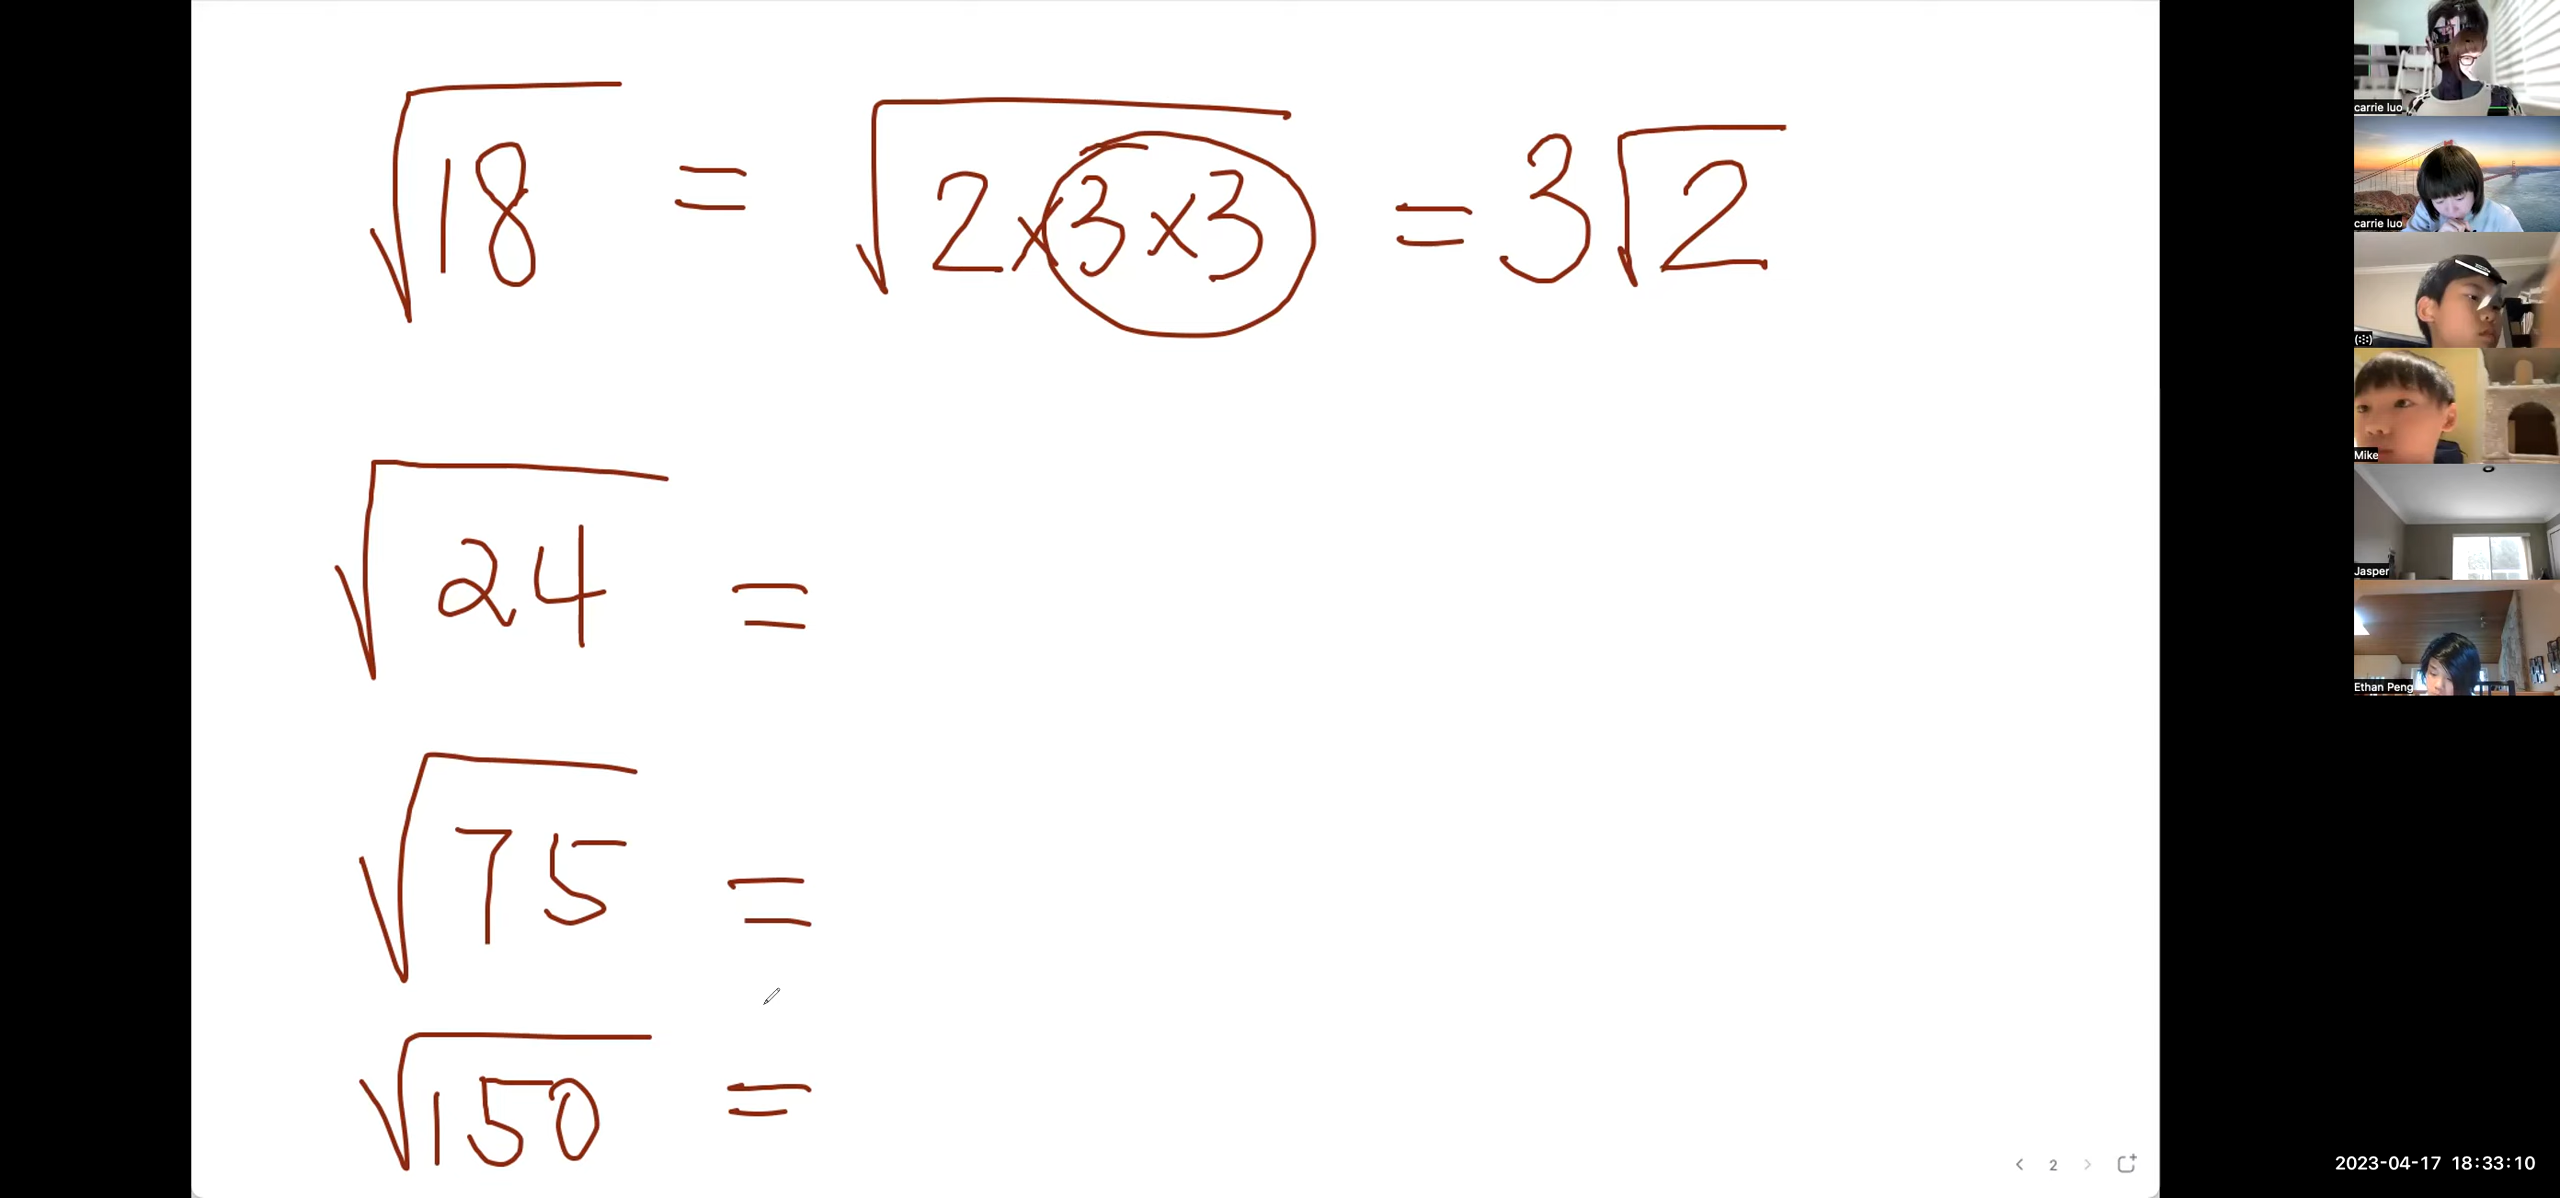 √18 = √2×3×3 = 3√2
√24 =
√75 =
√150 =
carrie luo
carrie luo
Mike
Jasper
Ethan Peng
2
2023-04-17 18:33:10